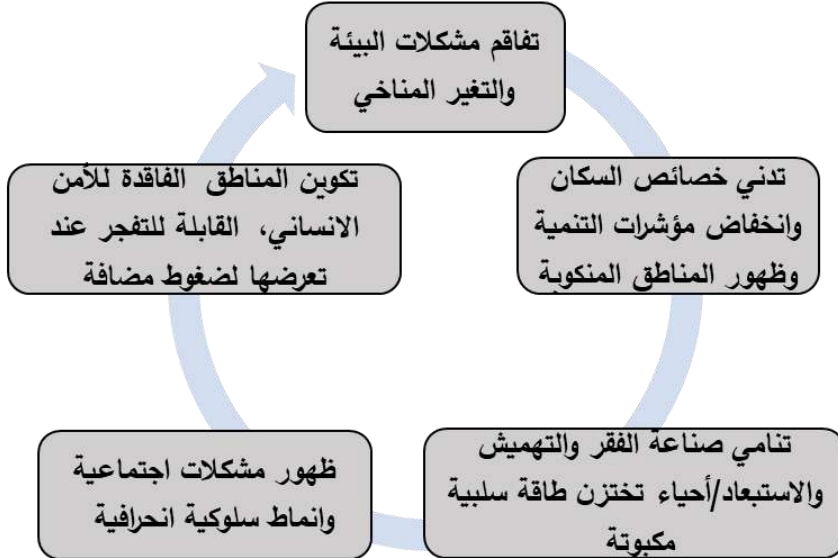 تفاقم مشكلات البيئة
والتغير المناخي
تدني خصائص السكان
وانخفاض مؤشرات التنمية
وظهور المناطق المنكوبة
تنامي صناعة الفقر والتهميش
والاستبعاد/أحياء تختزن طاقة سلبية
مكبوتة
ظهور مشكلات اجتماعية
وانماط سلوكية انحرافية
تكوين المناطق الفاقدة للأمن
الانساني، القابلة للتفجر عند
تعرضها لضغوط مضافة